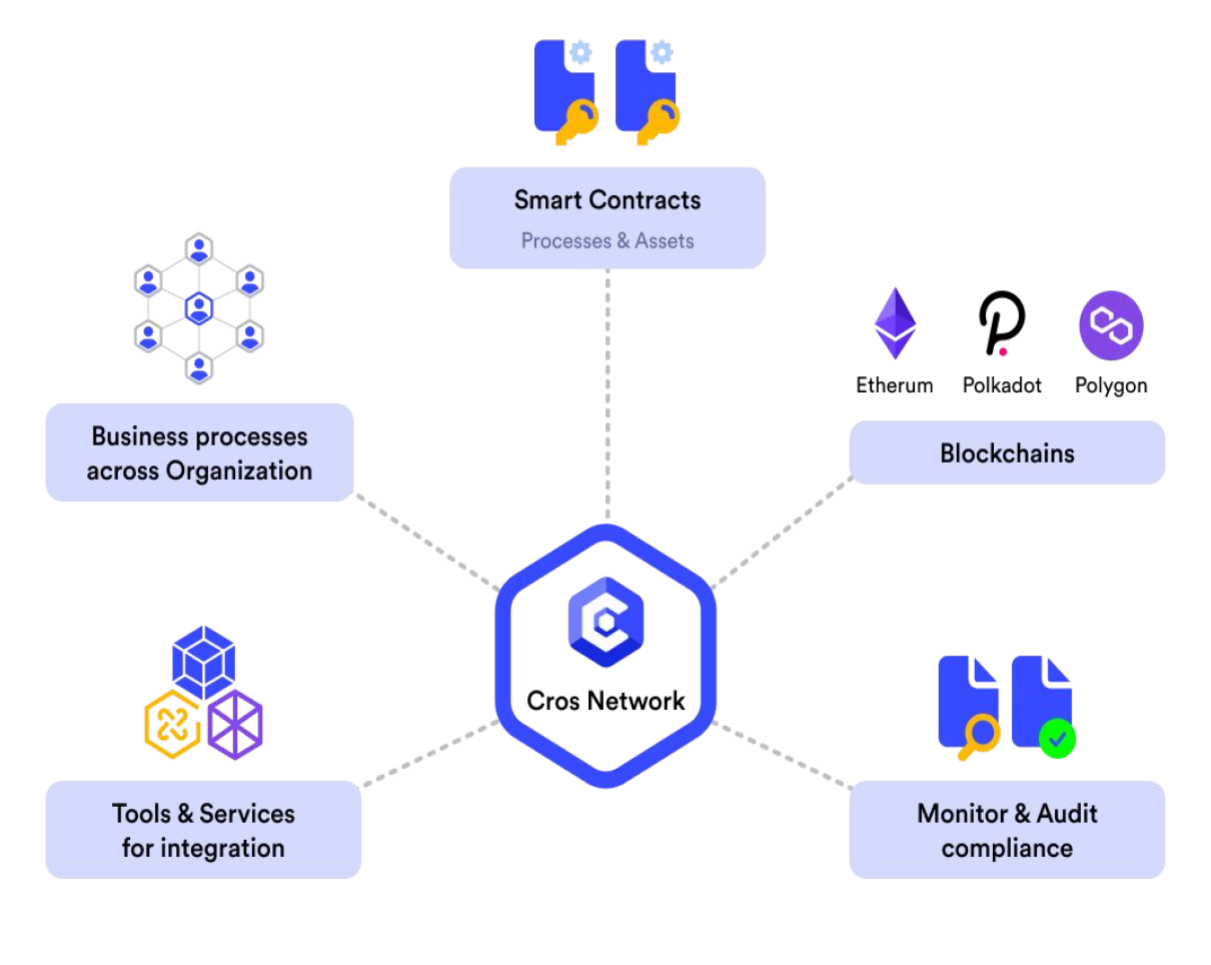 Smart Contracts
Processes & Assets
Etherum
Polkadot
Polygon
Blockchains
Business processes
across Organization
Cros Network
Tools & Services
for integration
Monitor & Audit
compliance